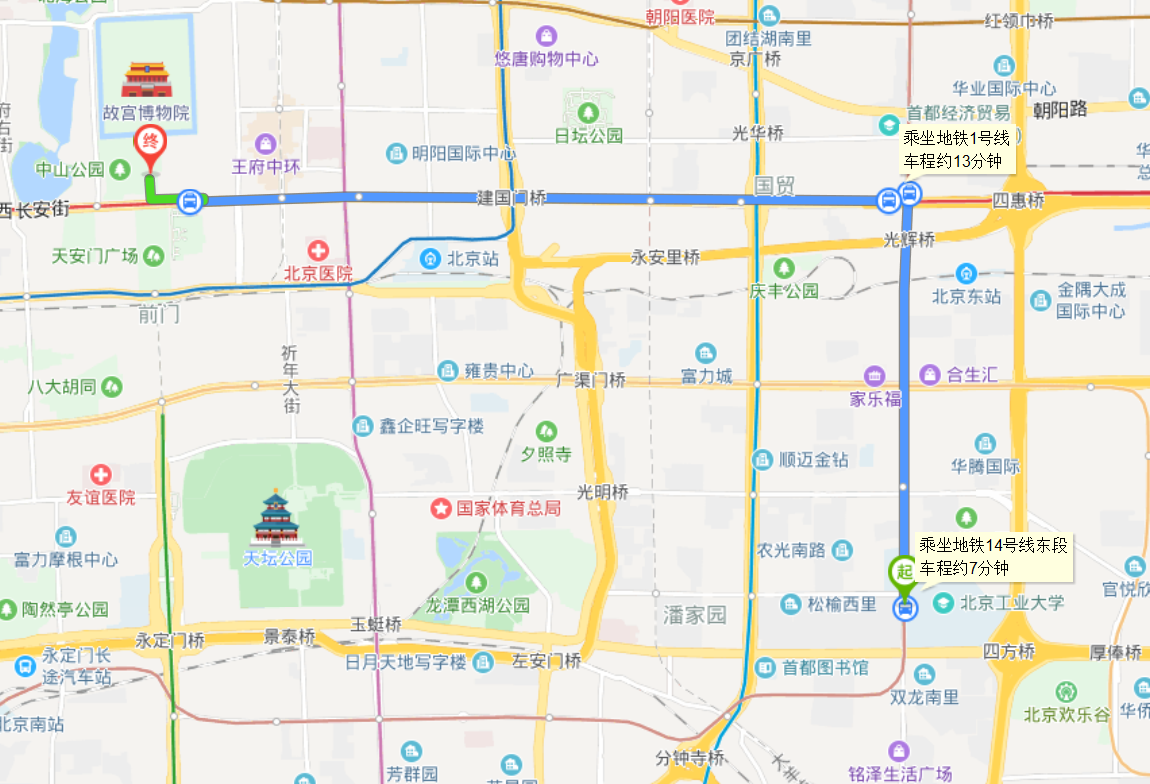 朝阳医院
团结湖南里
红领巾桥
悠唐购物中心
京广桥
华业国际中心
故宫博物院
首都经济贸易
朝阳路
府右街
日坛公园
光华桥
乘坐地铁1号线
车程约13分钟
终
中山公园
王府中环
明阳国际中心
国贸
西长安街
建国门桥
四惠桥
天安门广场
北京医院
北京站
永安里桥
光辉桥
前门
庆丰公园
北京东站
金隅大成
国际中心
祈年大街
八大胡同
雍贵中心
广渠门桥
富力城
家乐福
合生汇
鑫企旺写字楼
夕照寺
顺迈金钻
华腾国际
友谊医院
国家体育总局
光明桥
富力摩根中心
天坛公园
农光南路
乘坐地铁14号线东段
车程约7分钟
起
官悦欣
陶然亭公园
龙潭西湖公园
潘家园
松榆西里
北京工业大学
永定门桥
景泰桥
玉蜓桥
永定门长
途汽车站
日月天地写字楼
左安门桥
首都图书馆
四方桥
厚俸桥
双龙南里
北京欢乐谷
华侨
北京南站
分钟寺桥
芳群园
铭泽生活广场